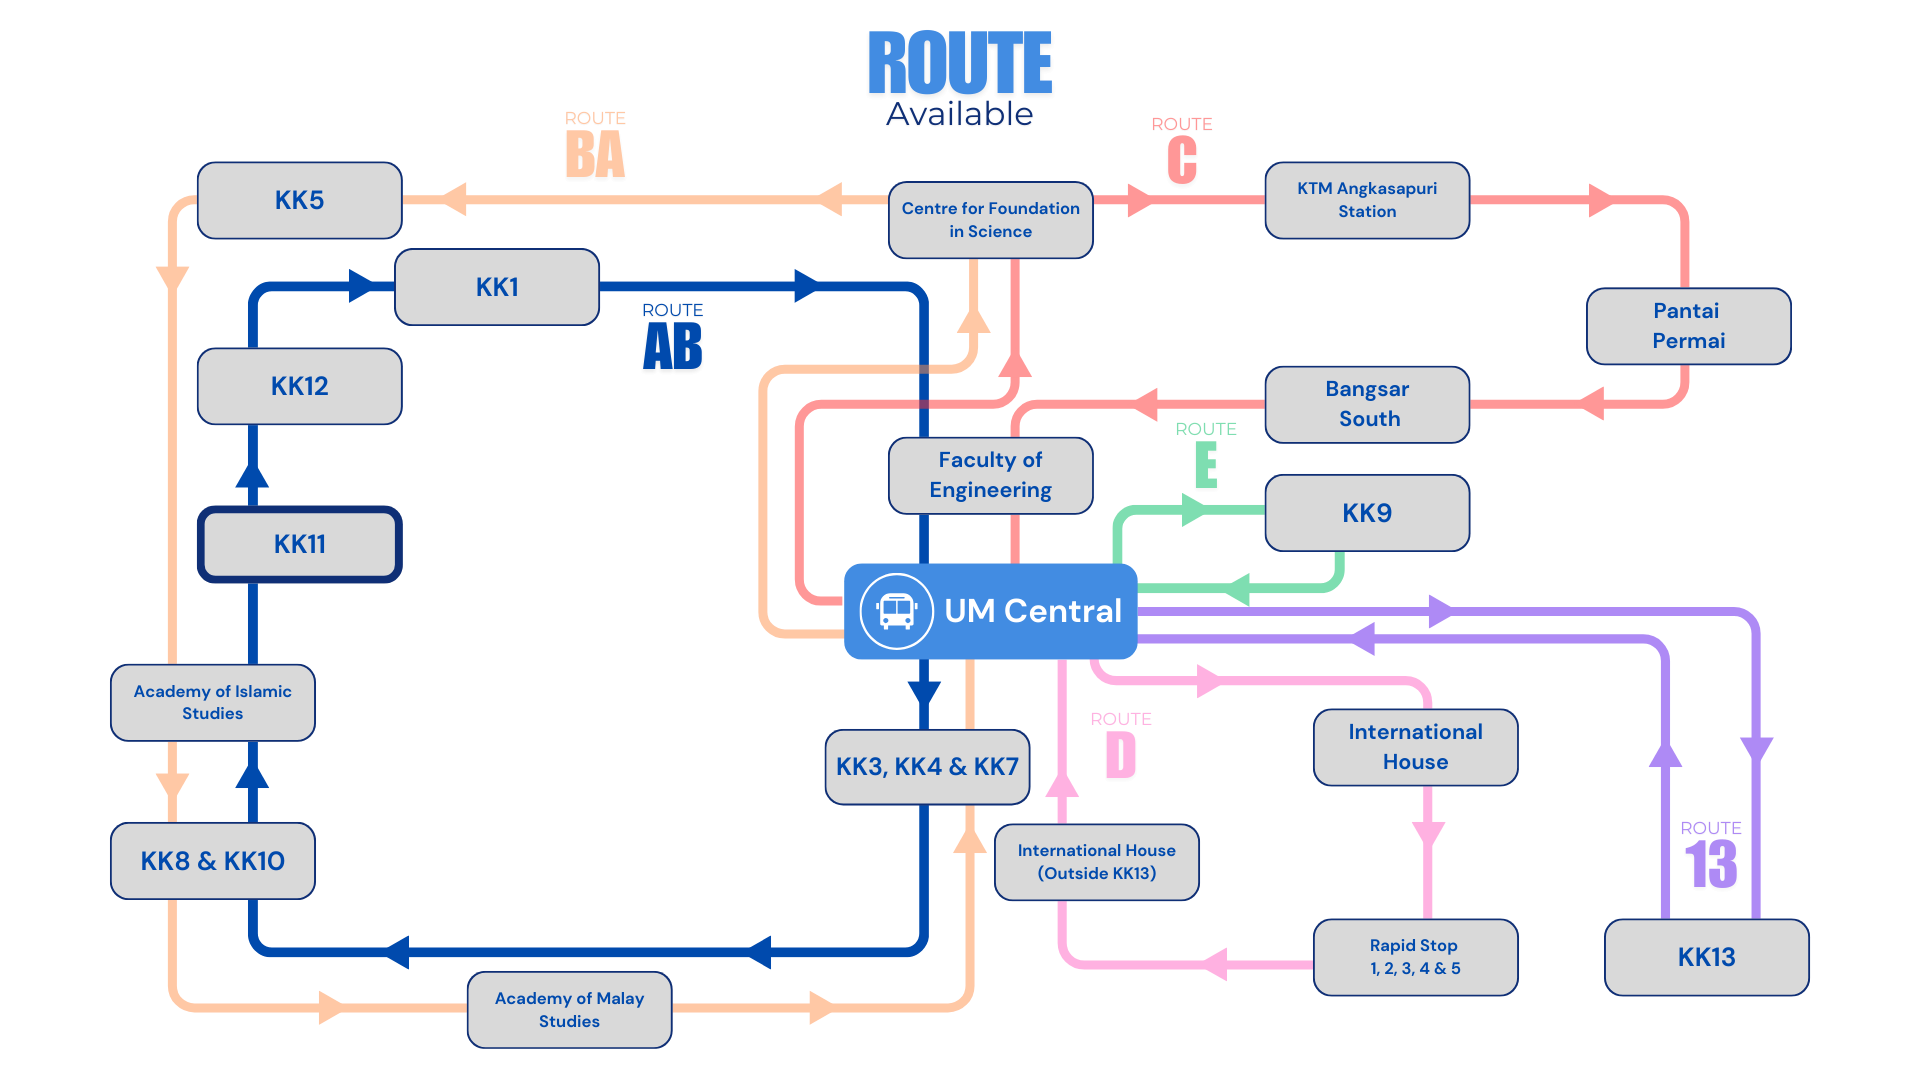 ROUTE
Available
ROUTE
BA
ROUTE
C
KK5
Centre for Foundation
in Science
KTM Angkasapuri
Station
KK1
ROUTE
AB
Pantai
Permai
KK12
Bangsar
South
Faculty of
Engineering
ROUTE
E
KK9
KK11
UM Central
Academy of Islamic
Studies
KK3, KK4 & KK7
ROUTE
D
International
House
KK8 & KK10
International House
(Outside KK13)
ROUTE
13
Rapid Stop
1, 2, 3, 4 & 5
KK13
Academy of Malay
Studies